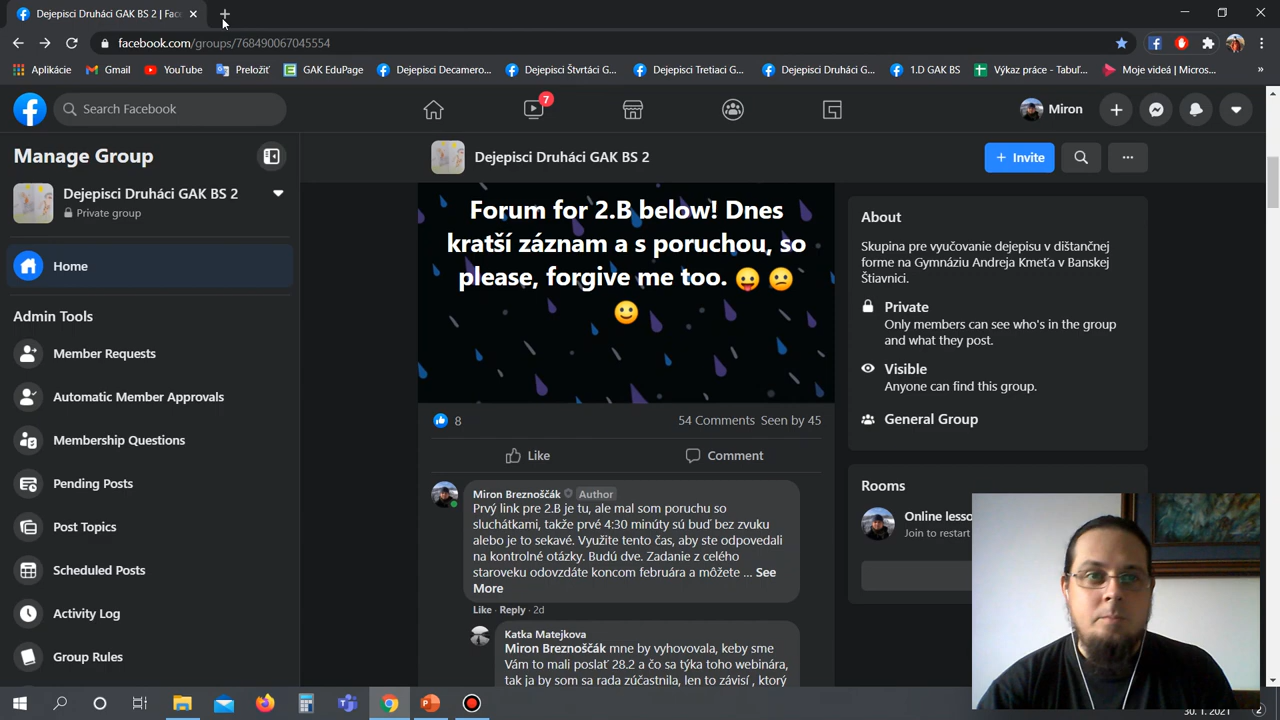 Dejepisci Druháci GAK BS 2 | Fac
facebook.com/groups/768490067045554
Aplikácie
Gmail
YouTube
Preložiť
GAK EduPage
Dejepisci Decamero...
Dejepisci Štvrtáci G...
Dejepisci Tretiaci G...
Dejepisci Druháci G...
1.D GAK BS
Výkaz práce - Tabuľ...
Moje videá | Micros...
»
Search Facebook
7
Miron
Manage Group
Dejepisci Druháci GAK BS 2
Private group
Home
Admin Tools
Member Requests
Automatic Member Approvals
Membership Questions
Pending Posts
Post Topics
Scheduled Posts
Activity Log
Group Rules
Dejepisci Druháci GAK BS 2
+ Invite
Forum for 2.B below! Dnes
kratší záznam a s poruchou, so
please, forgive me too. 😛 😕
🙂
8
54 Comments Seen by 45
Like
Comment
Miron Breznoščák Author
Prvý link pre 2.B je tu, ale mal som poruchu so
sluchátkami, takže prvé 4:30 minúty sú buď bez zvuku
alebo je to sekavé. Využite tento čas, aby ste odpovedali
na kontrolné otázky. Budú dve. Zadanie z celého
staroveku odovzdáte koncom februára a môžete ... See
More
Like · Reply · 2d
Katka Matejkova
Miron Breznoščák mne by vyhovovala, keby sme
Vám to mali poslať 28.2 a čo sa týka toho webinára,
tak ja by som sa rada zúčastnila, len to závisí , ktorý
About
Skupina pre vyučovanie dejepisu v dištančnej
forme na Gymnáziu Andreja Kmeťa v Banskej
Štiavnici.
Private
Only members can see who's in the group
and what they post.
Visible
Anyone can find this group.
General Group
Rooms
Online lesso
Join to restart
30. 1. 2021
2